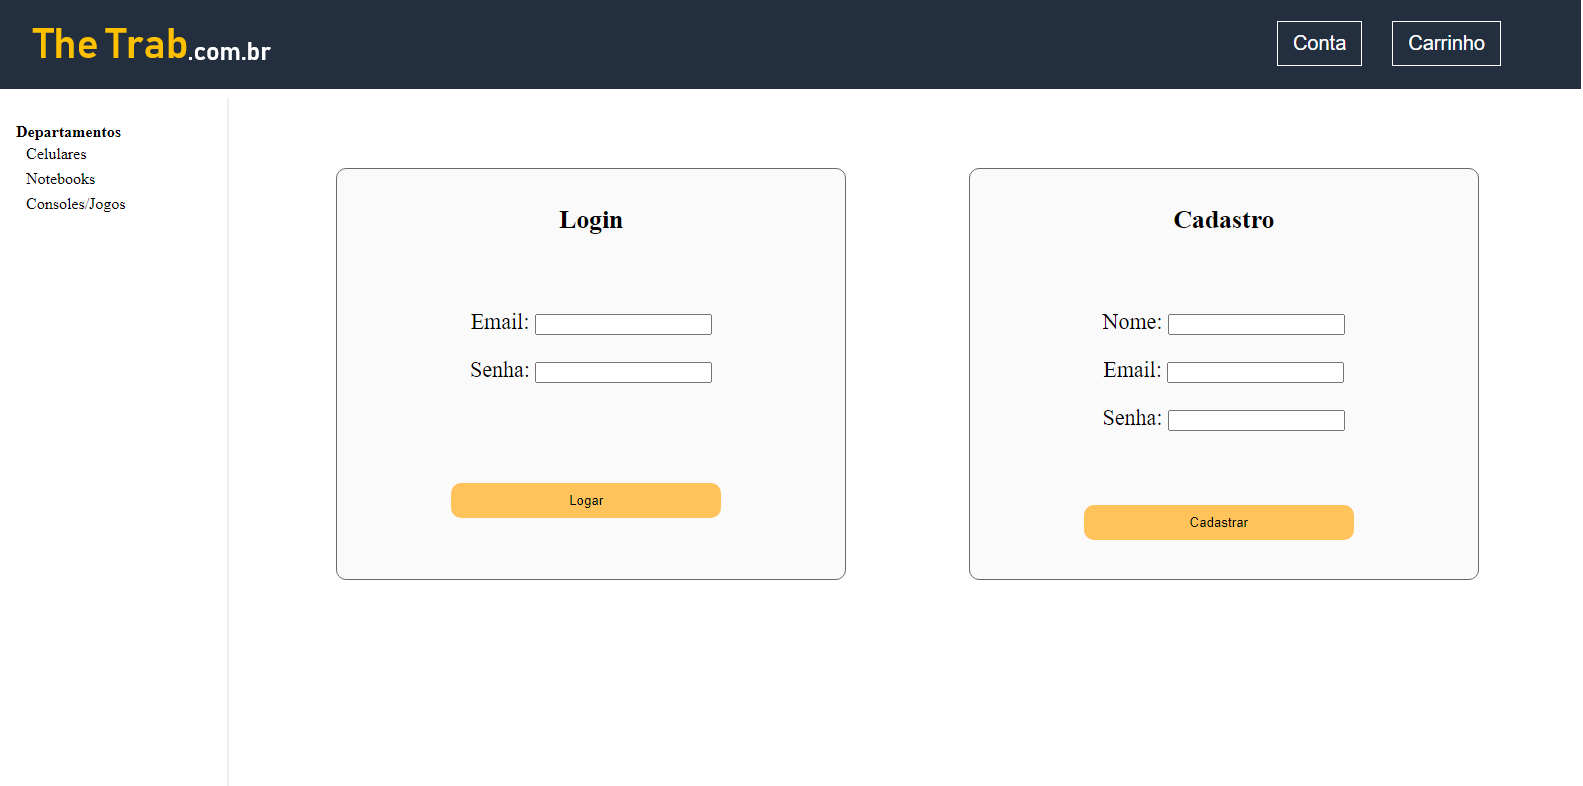 The Trab.com.br
Conta
Carrinho
Departamentos
Celulares
Notebooks
Consoles/Jogos
Login
Email:
Senha:
Logar
Cadastro
Nome:
Email:
Senha:
Cadastrar